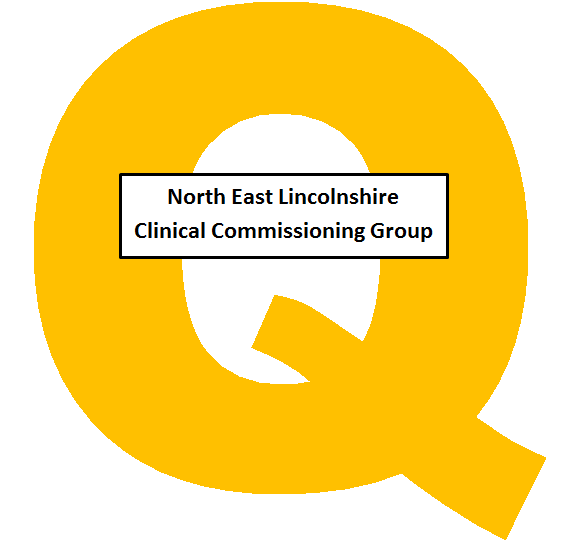 Q
North East Lincolnshire
Clinical Commissioning Group